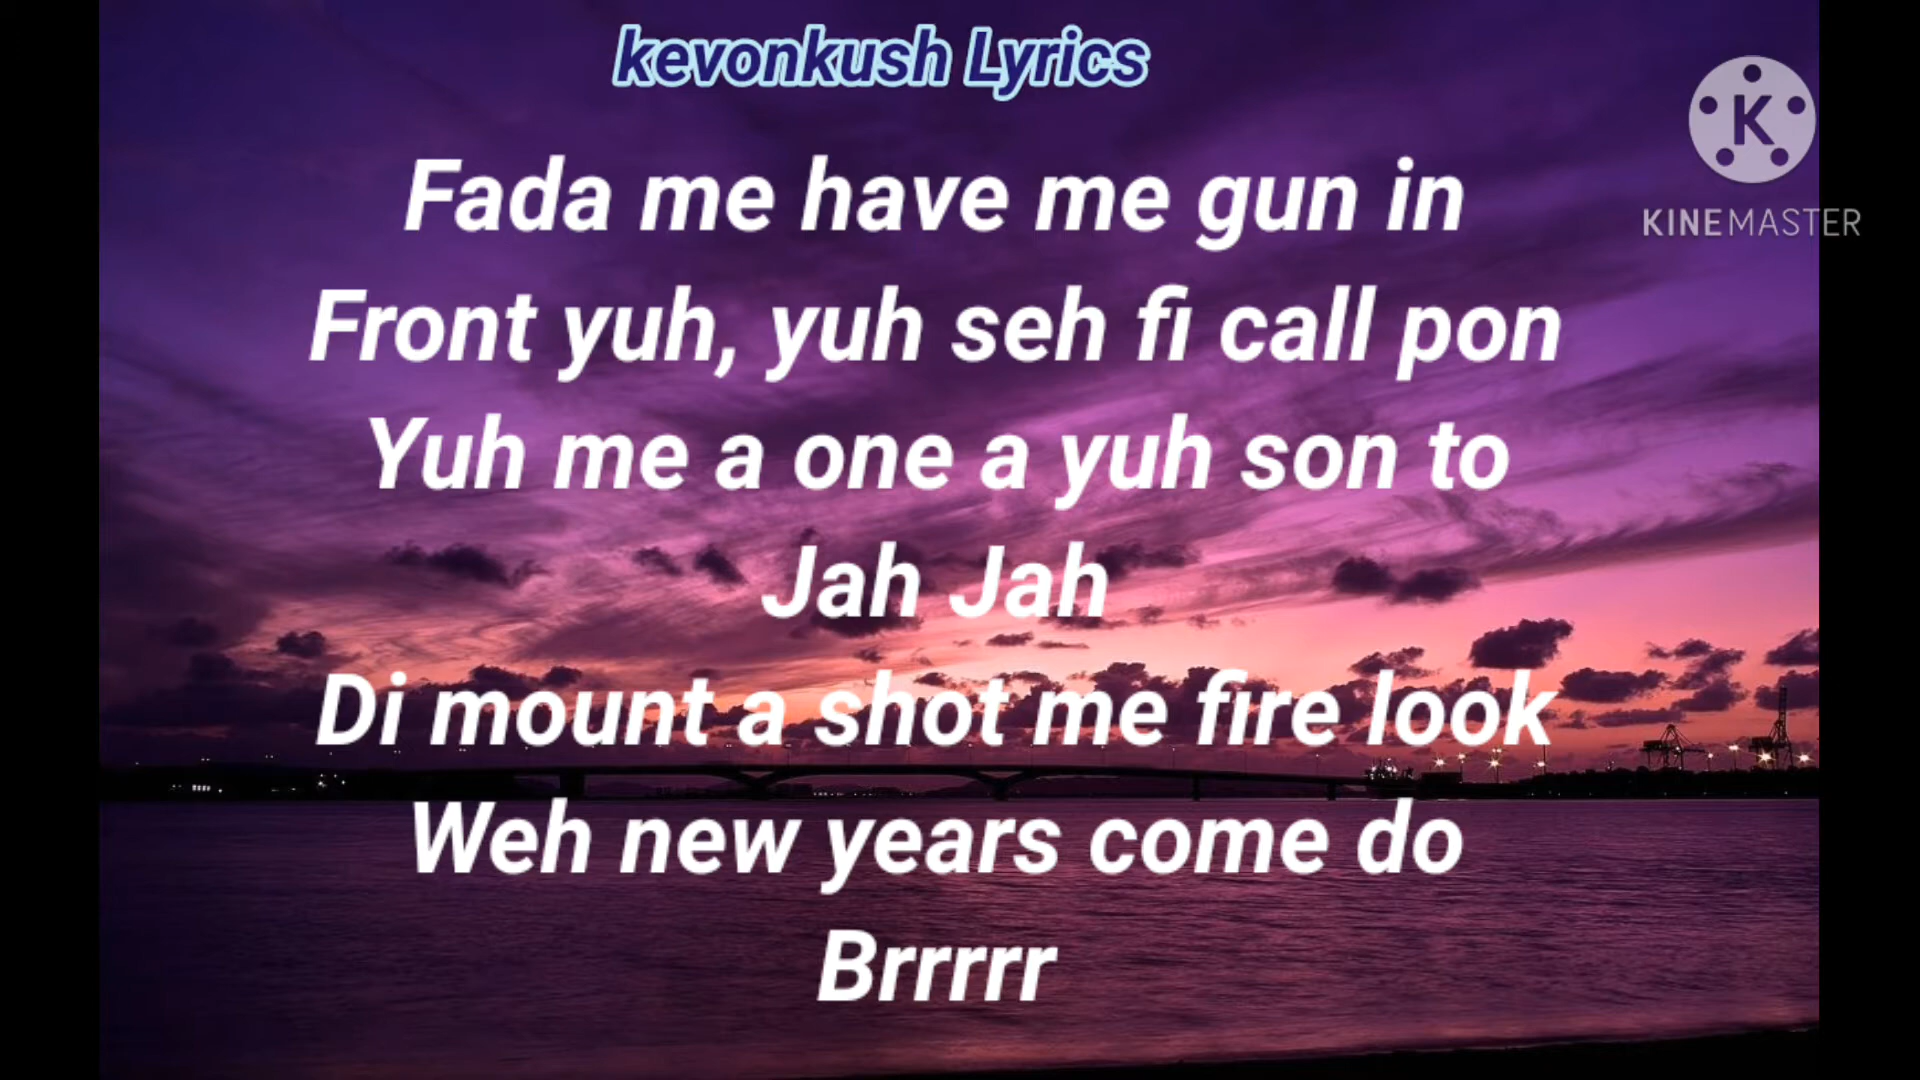 kevonkush Lyrics
K
KINEMASTER
Fada me have me gun in
Front yuh, yuh seh fi call pon
Yuh me a one a yuh son to
Jah Jah
Di mount a shot me fire look
Weh new years come do
Brrrrr